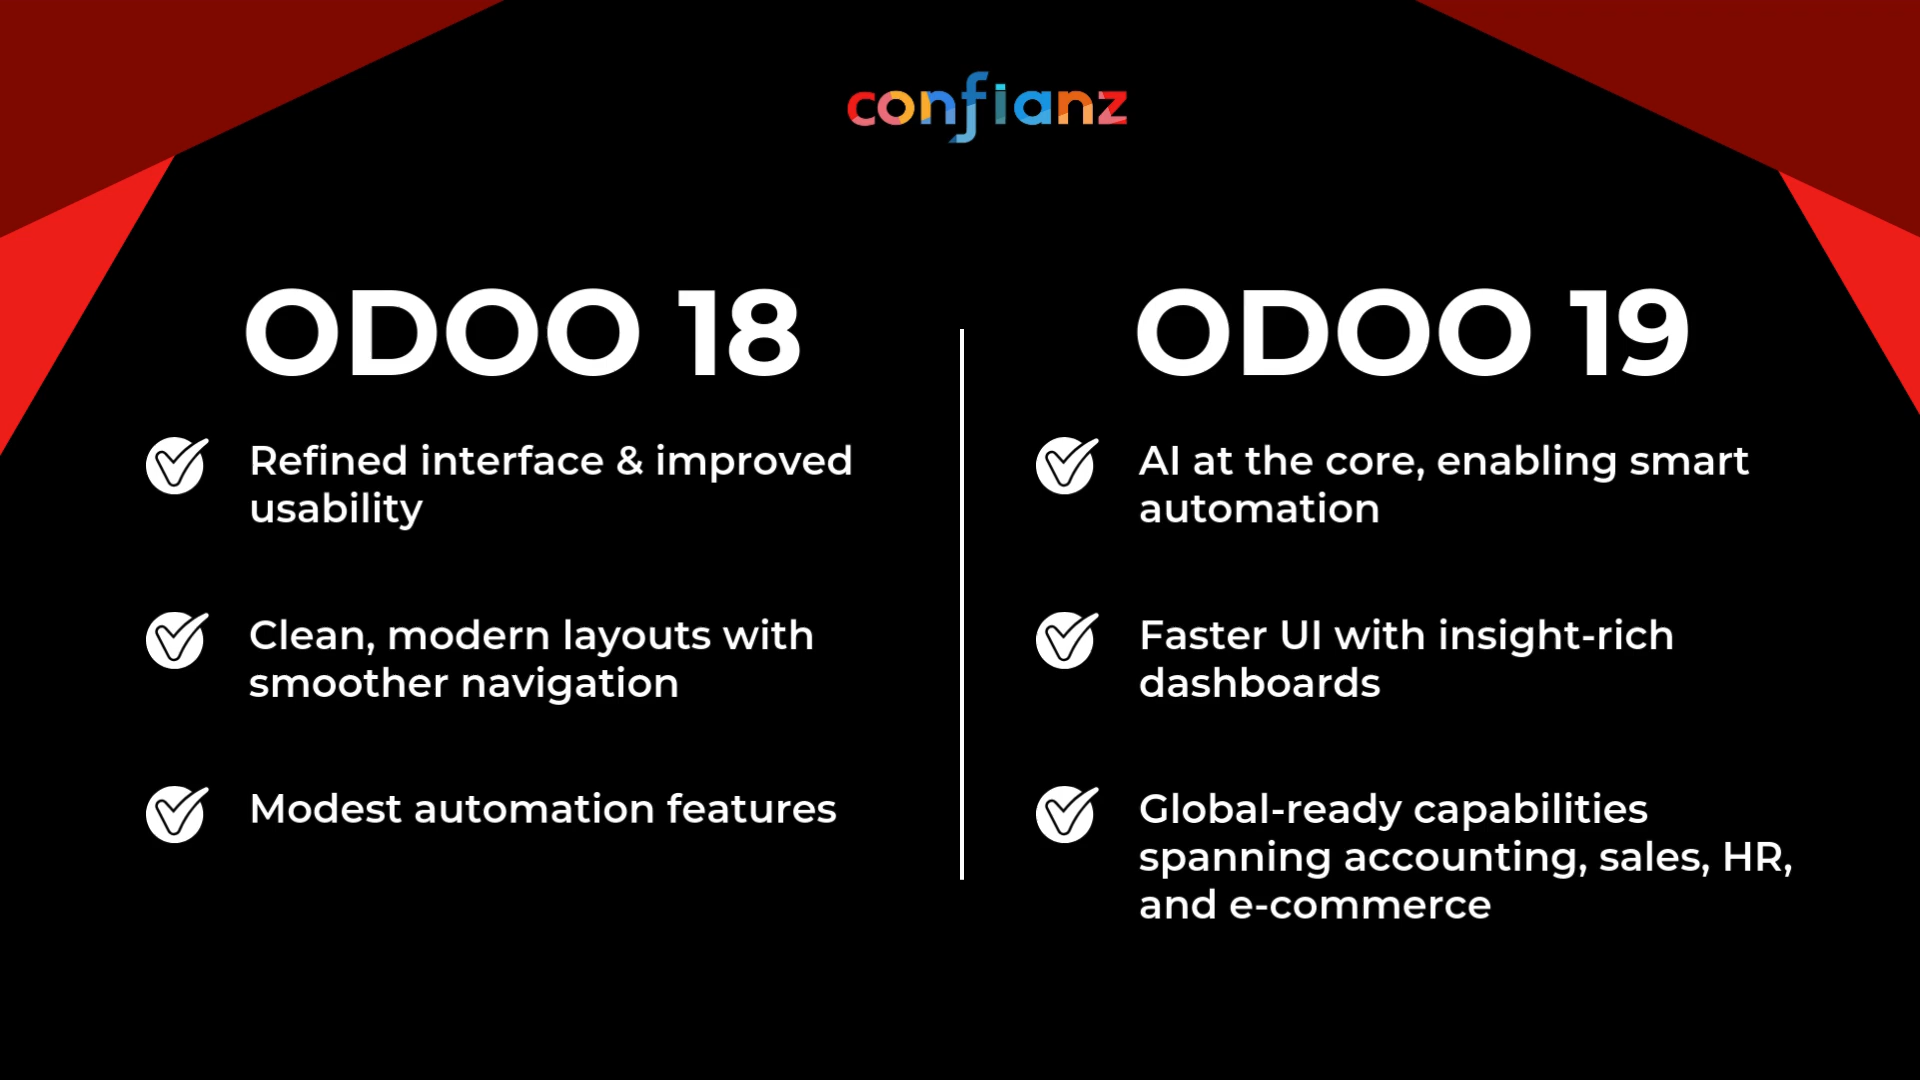 confianz
ODOO 18
Refined interface & improved
usability
Clean, modern layouts with
smoother navigation
Modest automation features
ODOO 19
AI at the core, enabling smart
automation
Faster UI with insight-rich
dashboards
Global-ready capabilities
spanning accounting, sales, HR,
and e-commerce